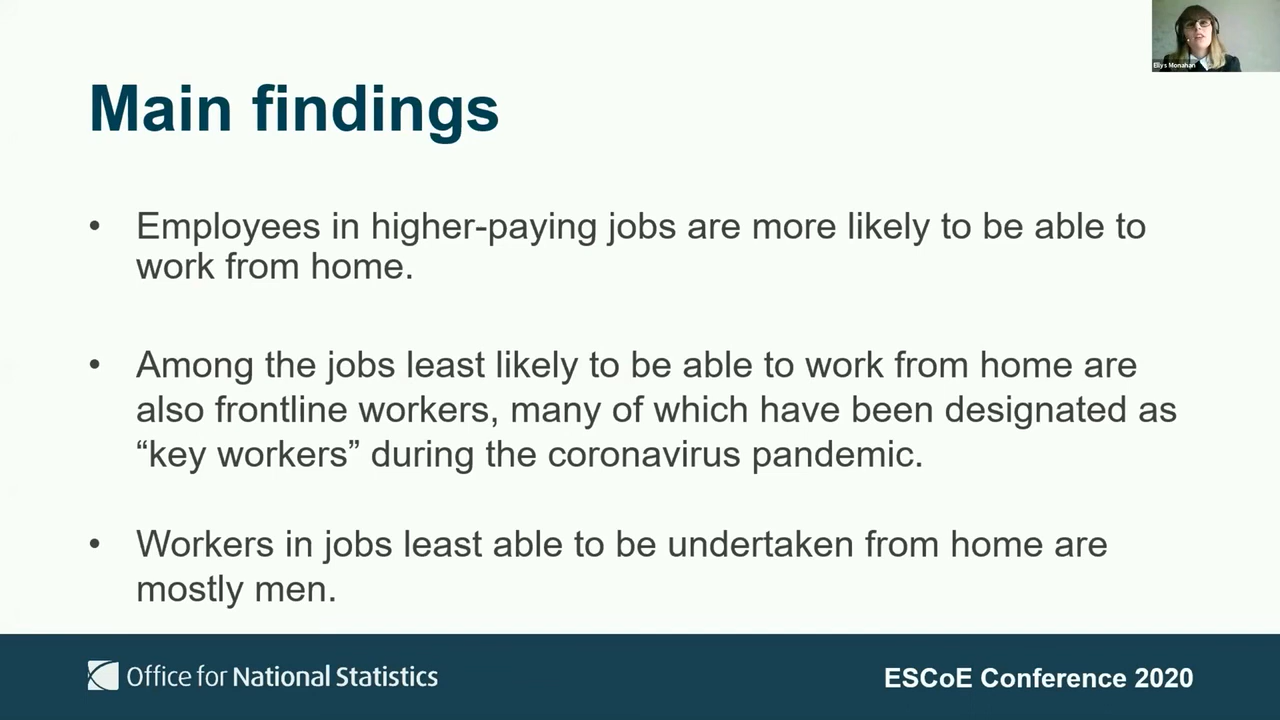 Ellys Monahan
Main findings
• Employees in higher-paying jobs are more likely to be able to
work from home.
• Among the jobs least likely to be able to work from home are
also frontline workers, many of which have been designated as
“key workers” during the coronavirus pandemic.
• Workers in jobs least able to be undertaken from home are
mostly men.
Office for National Statistics
ESCoE Conference 2020